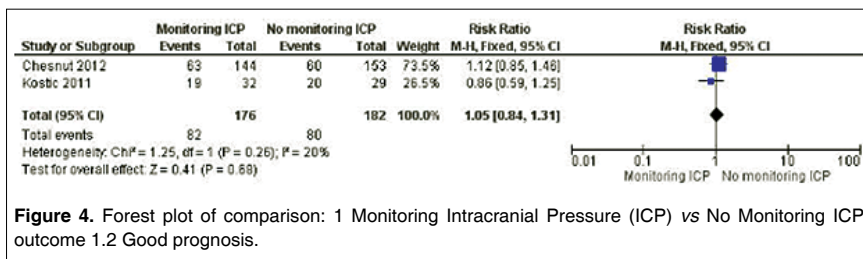 Monitoring ICP No monitoring ICP Risk Ratio Risk Ratio
Study or Subgroup Events Total Events Total Weight M-H, Fixed, 95% CI M-H, Fixed, 95% CI
Chesnut 2012 63 144 60 153 73.5% 1.12 [0.85, 1.46]
Kostic 2011 19 32 20 29 26.5% 0.86 [0.59, 1.25]
Total (95% CI) 176 182 100.0% 1.05 [0.84, 1.31]
Total events 82 80
Heterogeneity: Chi² = 1.25, df = 1 (P = 0.26); I² = 20%
Test for overall effect: Z = 0.41 (P = 0.68)
0.01 0.1 1 10 100
Monitoring ICP No monitoring ICP
Figure 4. Forest plot of comparison: 1 Monitoring Intracranial Pressure (ICP) vs No Monitoring ICP
outcome 1.2 Good prognosis.